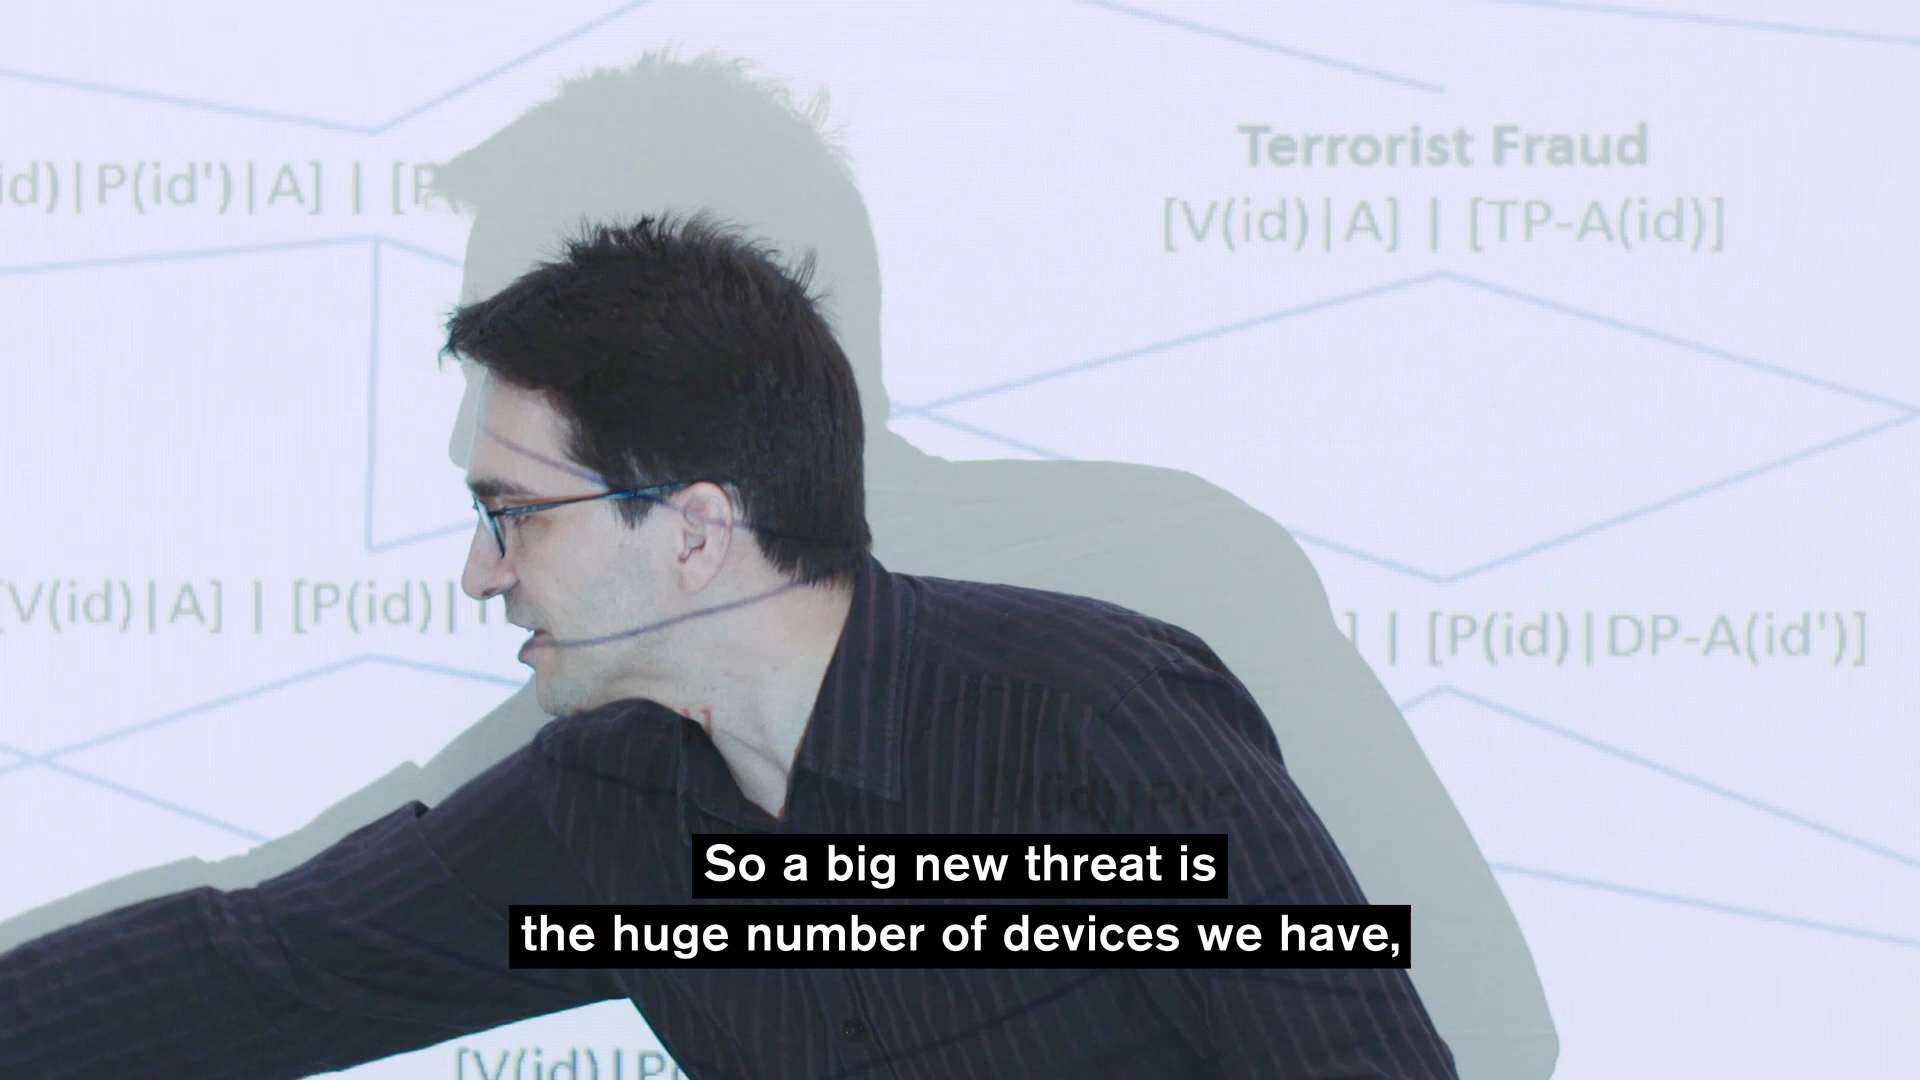 Terrorist Fraud
id)|P(id')|A] | [P
[V(id)|A] | [TP-A(id)]
[V(id)|A] | [P(id)|
] | [P(id)|DP-A(id')]
So a big new threat is
the huge number of devices we have,
[V(id)|P(